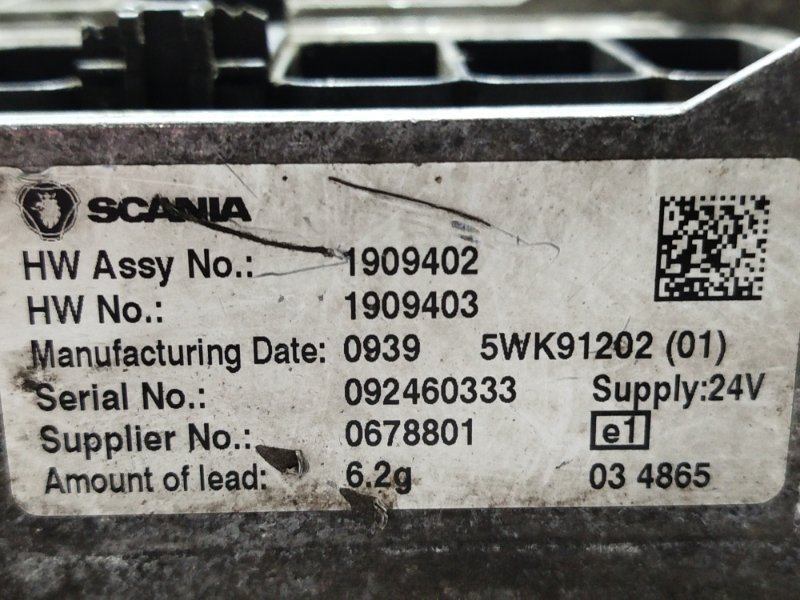 SCANIA
HW Assy No.: 1909402
HW No.: 1909403
Manufacturing Date: 0939 5WK91202 (01)
Serial No.: 092460333 Supply:24V
Supplier No.: 0678801 e1
Amount of lead: 6.2g 03 4865